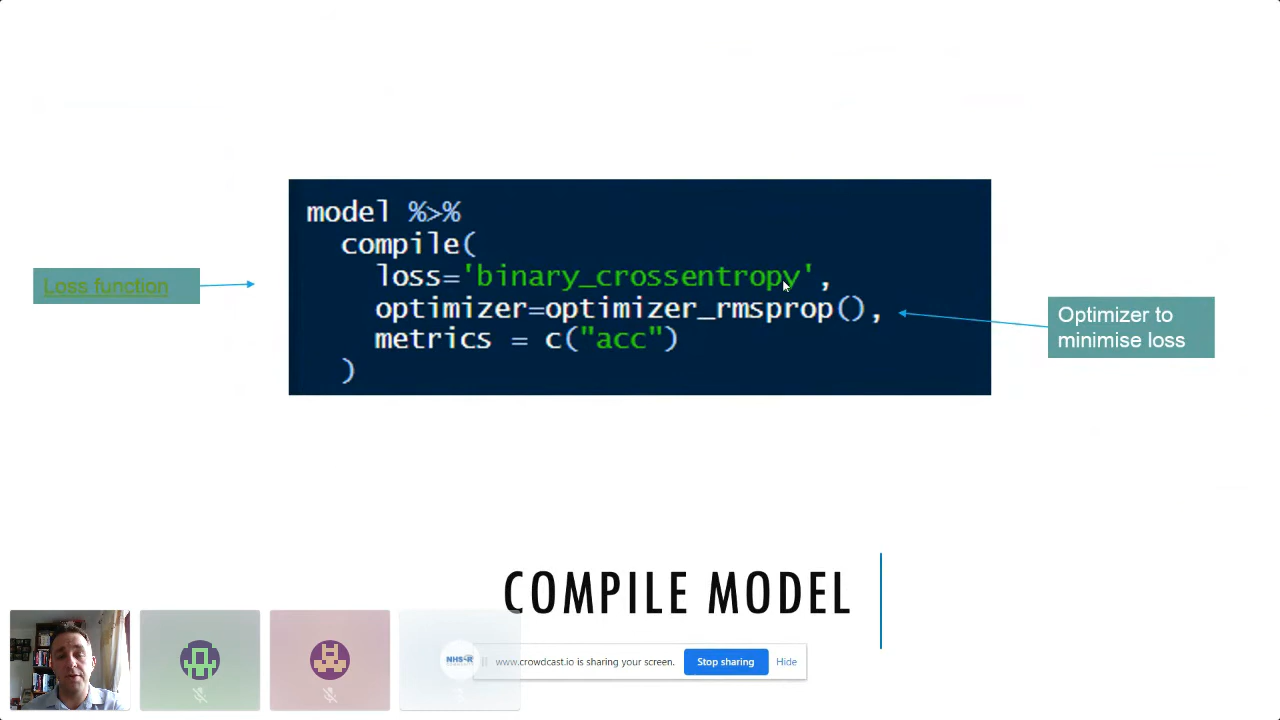 model %>%
compile(
loss='binary_crossentropy',
optimizer=optimizer_rmsprop(),
metrics = c("acc")
)
Loss function
Optimizer to
minimise loss
COMPILE MODEL
NHS-R
www.crowdcast.io is sharing your screen.
Stop sharing
Hide